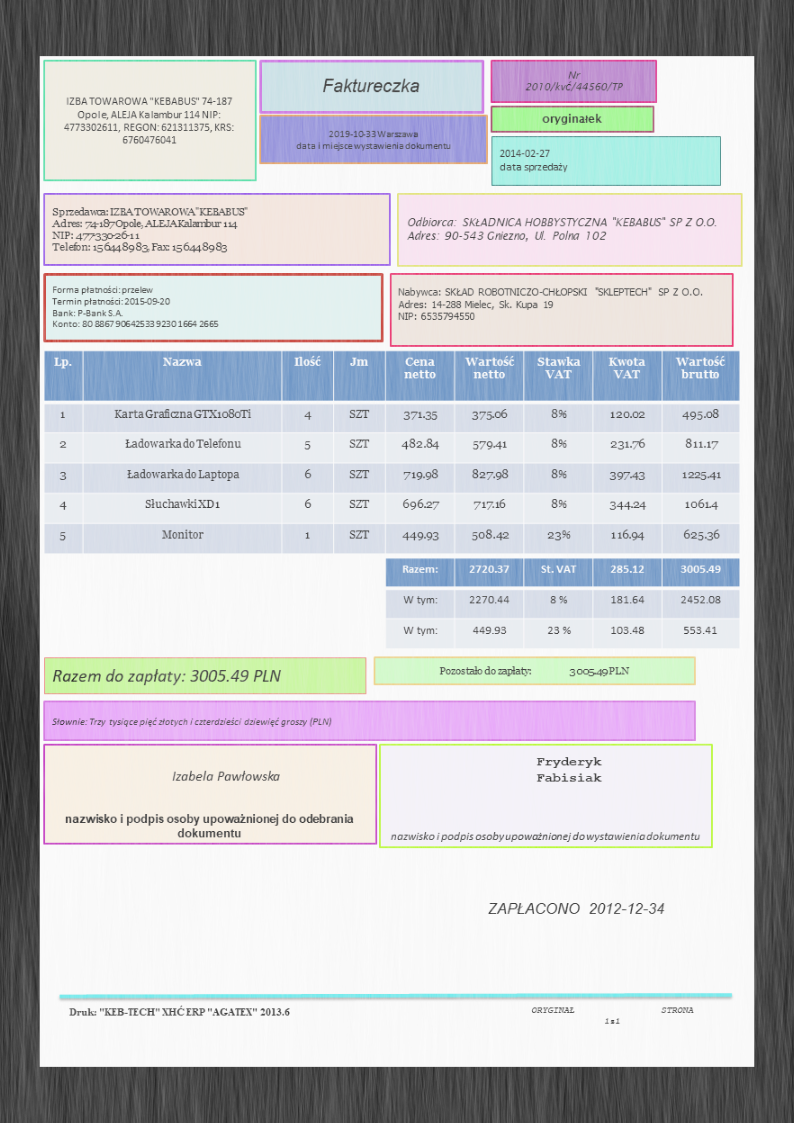 IZBA TOWAROWA "KEBABUS" 74-187
Opole, ALEJA Kalambur 114 NIP:
4773302611, REGON: 621311375, KRS:
6760476041
Faktureczka
2019-10-33 Warszawa
data i miejsce wystawienia dokumentu
Nr
2010/kvć/44560/TP
oryginałek
2014-02-27
data sprzedaży
Sprzedawca: IZBA TOWAROWA "KEBABUS"
Adres: 74-187 Opole, ALEJA Kalambur 114
NIP: 477-330-26-11
Telefon: 156448983, Fax: 156448983
Odbiorca: SKŁADNICA HOBBYSTYCZNA "KEBABUS" SP Z O.O.
Adres: 90-543 Gniezno, Ul. Polna 102
Forma płatności: przelew
Termin płatności: 2015-09-20
Bank: P-Bank S.A.
Konto: 80 8867 9064 2533 9230 1664 2665
Nabywca: SKŁAD ROBOTNICZO-CHŁOPSKI "SKLEPTECH" SP Z O.O.
Adres: 14-288 Mielec, Sk. Kupa 19
NIP: 6535794550
Lp. Nazwa Ilość Jm Cena netto Wartość netto Stawka VAT Kwota VAT Wartość brutto
1 Karta Graficzna GTX1080Ti 4 SZT 371.35 375.06 8% 120.02 495.08
2 Ładowarka do Telefonu 5 SZT 482.84 579.41 8% 231.76 811.17
3 Ładowarka do Laptopa 6 SZT 719.98 827.98 8% 397.43 1225.41
4 Słuchawki XD1 6 SZT 696.27 717.16 8% 344.24 1061.4
5 Monitor 1 SZT 449.93 508.42 23% 116.94 625.36
Razem: 2720.37 St. VAT 285.12 3005.49
W tym: 2270.44 8 % 181.64 2452.08
W tym: 449.93 23 % 103.48 553.41
Razem do zapłaty: 3005.49 PLN
Pozostało do zapłaty: 3005.49 PLN
Słownie: Trzy tysiące pięć złotych i czterdzieści dziewięć groszy (PLN)
Izabela Pawłowska
nazwisko i podpis osoby upoważnionej do odebrania
dokumentu
Fryderyk
Fabisiak
nazwisko i podpis osoby upoważnionej do wystawienia dokumentu
ZAPŁACONO 2012-12-34
Druk: "KEB-TECH" XHĆ ERP "AGATEX" 2013.6
ORYGINAŁ STRONA
1z1